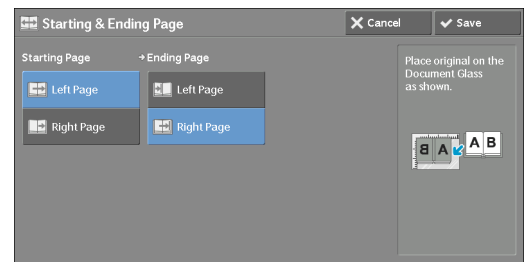 Starting & Ending Page
Cancel
Save
Starting Page
Ending Page
Left Page
Left Page
Right Page
Right Page
Place original on the
Document Glass
as shown.
B A
A B